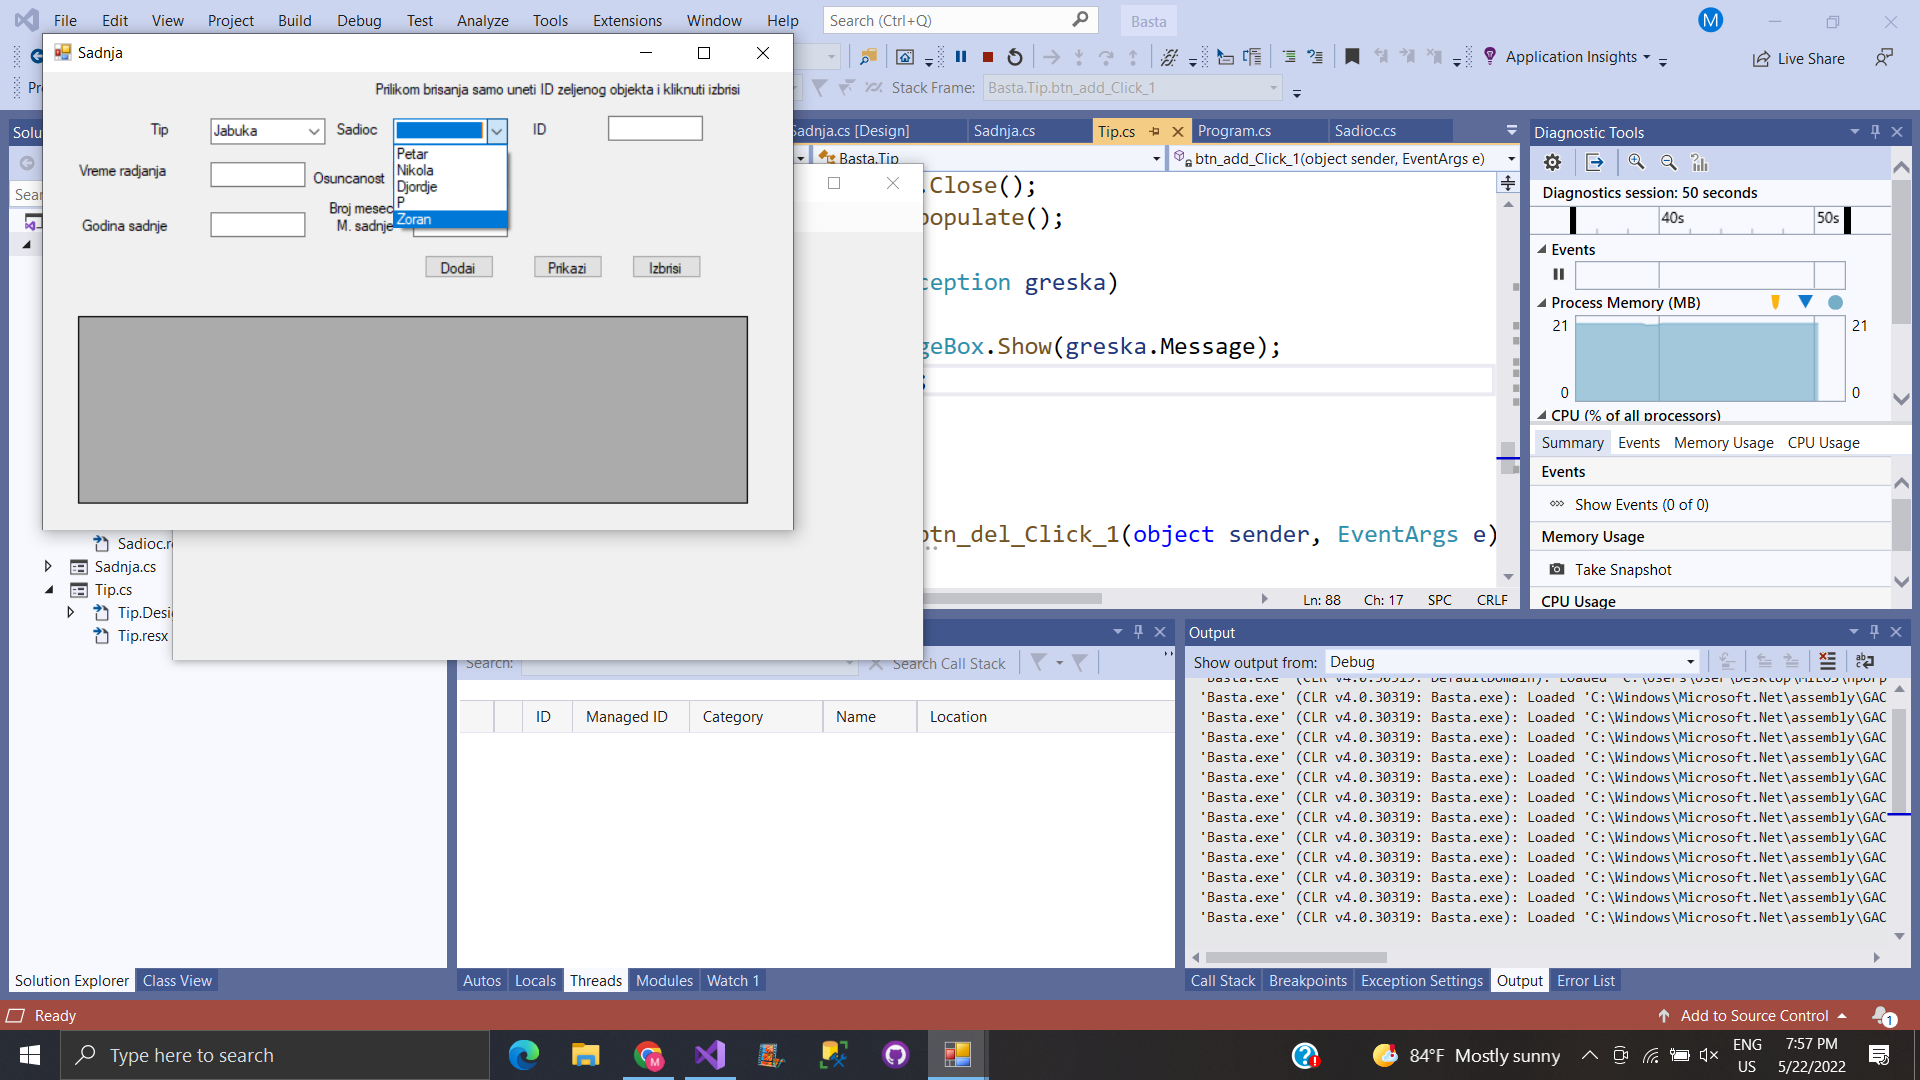 File Edit View Project Build Debug Test Analyze Tools Extensions Window Help Search (Ctrl+Q) Basta M
Application Insights Live Share
Stack Frame: Basta.Tip.btn_add_Click_1
Sadnja
Prilikom brisanja samo uneti ID zeljenog objekta i kliknuti izbrisi
Tip Jabuka Sadioc ID
Petar
Nikola
Djordje
P
Zoran
Vreme radjanja Osuncanost
Broj mesec
Godina sadnje M. sadnje
Dodai Prikazi Izbrisi
Sadnja.cs [Design] Sadnja.cs Tip.cs Program.cs Sadioc.cs
Basta.Tip btn_add_Click_1(object sender, EventArgs e)
.Close();
populate();
ception greska)
geBox.Show(greska.Message);
;
btn_del_Click_1(object sender, EventArgs e)
Ln: 88 Ch: 17 SPC CRLF
Solu
Sear
Sadioc.re
Sadnja.cs
Tip.cs
Tip.Desi
Tip.resx
Solution Explorer Class View
Diagnostic Tools
Diagnostics session: 50 seconds
40s 50s
Events
Process Memory (MB)
21 21
0 0
CPU (% of all processors)
Summary Events Memory Usage CPU Usage
Events
Show Events (0 of 0)
Memory Usage
Take Snapshot
CPU Usage
Search: Search Call Stack
ID Managed ID Category Name Location
Autos Locals Threads Modules Watch 1
Output
Show output from: Debug
'Basta.exe' (CLR v4.0.30319: DefaultDomain): Loaded 'C:\Users\User\Desktop\MILOS\
'Basta.exe' (CLR v4.0.30319: Basta.exe): Loaded 'C:\Windows\Microsoft.Net\assembly\GAC
'Basta.exe' (CLR v4.0.30319: Basta.exe): Loaded 'C:\Windows\Microsoft.Net\assembly\GAC
'Basta.exe' (CLR v4.0.30319: Basta.exe): Loaded 'C:\Windows\Microsoft.Net\assembly\GAC
'Basta.exe' (CLR v4.0.30319: Basta.exe): Loaded 'C:\Windows\Microsoft.Net\assembly\GAC
'Basta.exe' (CLR v4.0.30319: Basta.exe): Loaded 'C:\Windows\Microsoft.Net\assembly\GAC
'Basta.exe' (CLR v4.0.30319: Basta.exe): Loaded 'C:\Windows\Microsoft.Net\assembly\GAC
'Basta.exe' (CLR v4.0.30319: Basta.exe): Loaded 'C:\Windows\Microsoft.Net\assembly\GAC
'Basta.exe' (CLR v4.0.30319: Basta.exe): Loaded 'C:\Windows\Microsoft.Net\assembly\GAC
'Basta.exe' (CLR v4.0.30319: Basta.exe): Loaded 'C:\Windows\Microsoft.Net\assembly\GAC
'Basta.exe' (CLR v4.0.30319: Basta.exe): Loaded 'C:\Windows\Microsoft.Net\assembly\GAC
'Basta.exe' (CLR v4.0.30319: Basta.exe): Loaded 'C:\Windows\Microsoft.Net\assembly\GAC
'Basta.exe' (CLR v4.0.30319: Basta.exe): Loaded 'C:\Windows\Microsoft.Net\assembly\GAC
Call Stack Breakpoints Exception Settings Output Error List
Ready Add to Source Control 1
Type here to search 84°F Mostly sunny ENG US 7:57 PM 5/22/2022